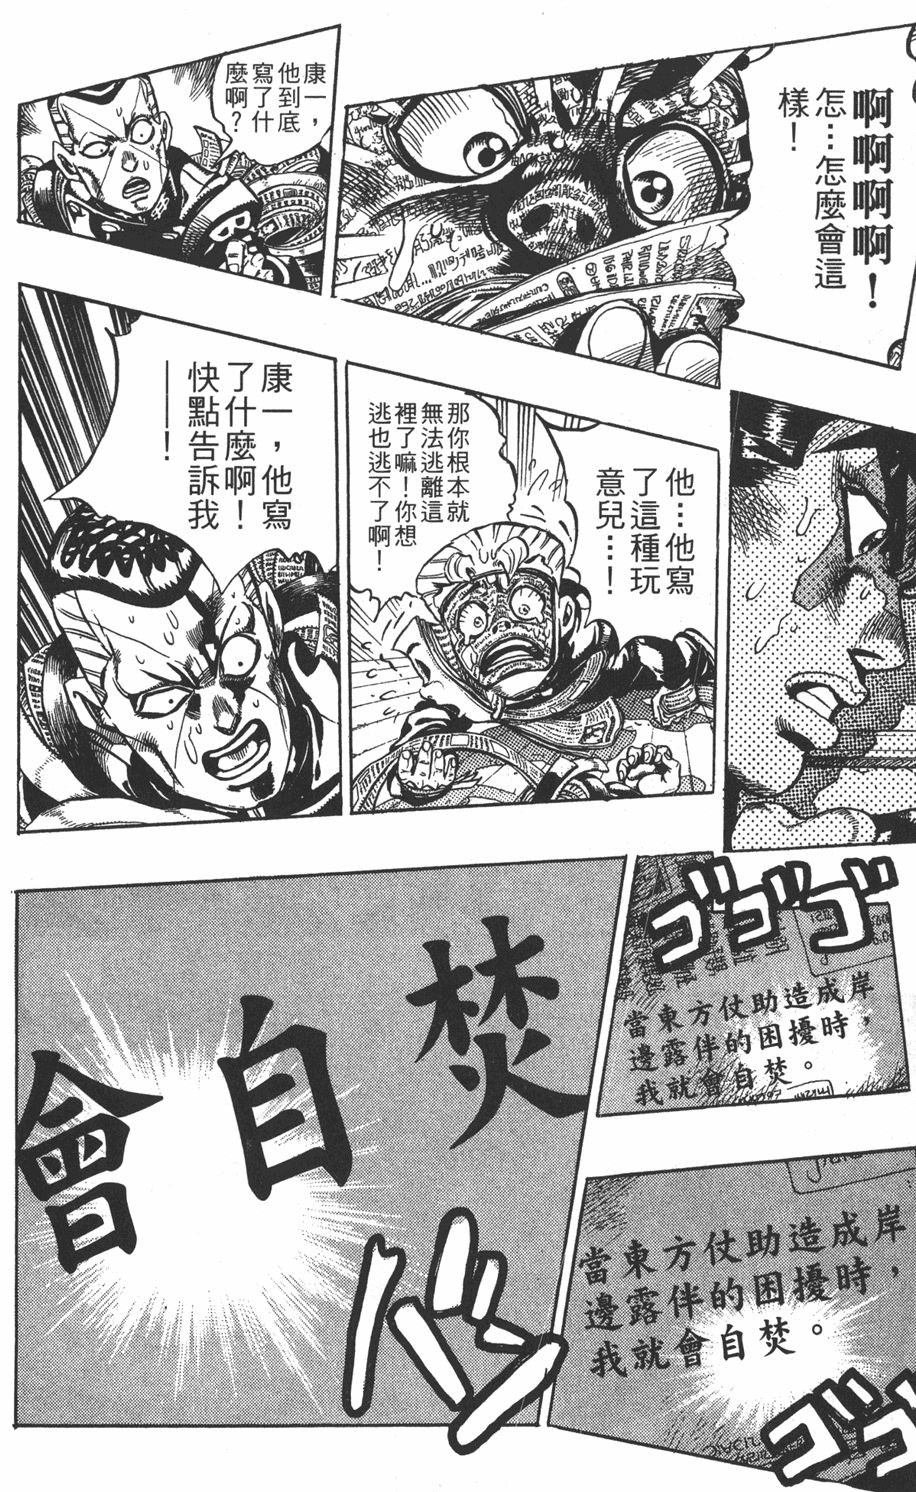 啊啊啊啊！
怎…怎麼會這
樣！
康一，
他到底
寫了什
麼啊？
他…他寫
了這種玩
意兒…！
那你根本就
無法逃離這
裡了嘛！你想
逃也逃不了啊！
康一，他寫
了什麼啊！
快點告訴我
——！
ゴゴゴ
當東方仗助造成岸
邊露伴的困擾時，
我就會自焚。
當東方仗助造成岸
邊露伴的困擾時，
我就會自焚。
ゴゴ
會自焚
バン